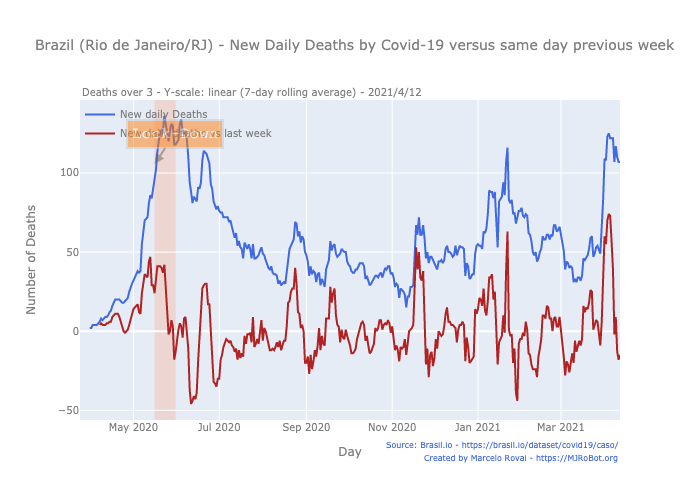 Brazil (Rio de Janeiro/RJ) - New Daily Deaths by Covid-19 versus same day previous week
Deaths over 3 - Y-scale: linear (7-day rolling average) - 2021/4/12
New daily Deaths
New daily Deaths vs last week
Lockdown
Number of Deaths
100
50
0
−50
May 2020
Jul 2020
Sep 2020
Nov 2020
Jan 2021
Mar 2021
Day
Source: Brasil.io - https://brasil.io/dataset/covid19/caso/
Created by Marcelo Rovai - https://MJRoBot.org